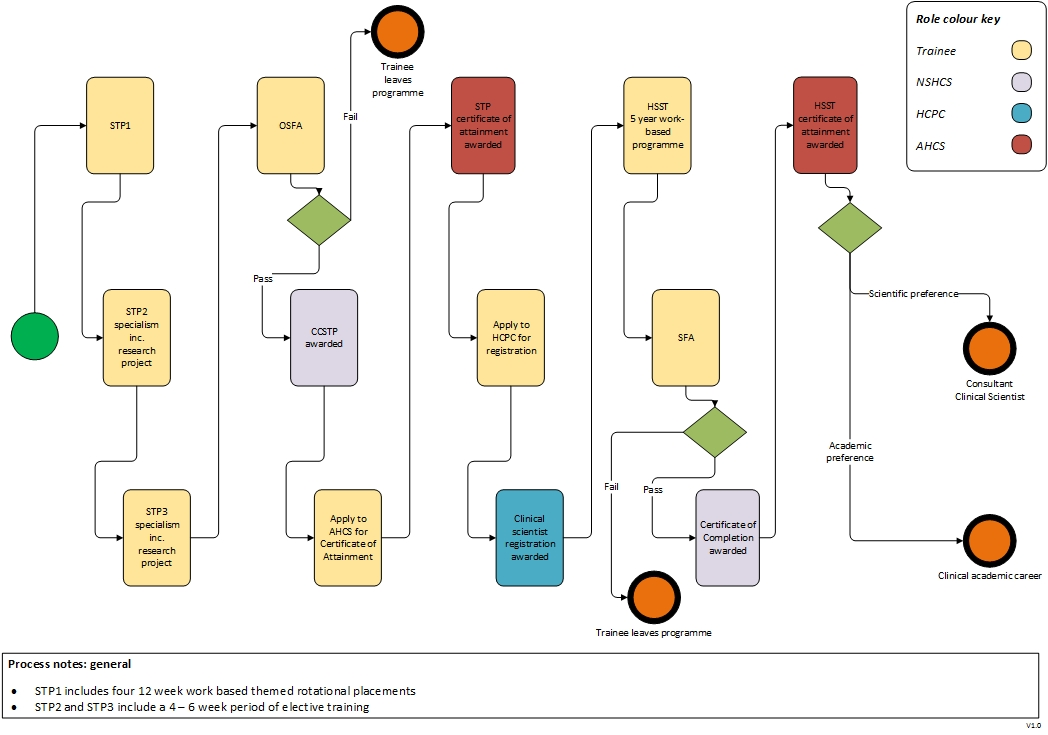 Role colour key
Trainee
NSHCS
HCPC
AHCS
Trainee
leaves
programme
Fail
STP1
OSFA
STP
certificate of
attainment
awarded
HSST
5 year work-
based
programme
HSST
certificate of
attainment
awarded
Pass
Scientific preference
STP2
specialism
inc.
research
project
CCSTP
awarded
Apply to
HCPC for
registration
SFA
Consultant
Clinical Scientist
Academic
preference
Fail
Pass
STP3
specialism
inc.
research
project
Apply to
AHCS for
Certificate of
Attainment
Clinical
scientist
registration
awarded
Certificate of
Completion
awarded
Clinical academic career
Trainee leaves programme
Process notes: general
• STP1 includes four 12 week work based themed rotational placements
• STP2 and STP3 include a 4 – 6 week period of elective training
V1.0